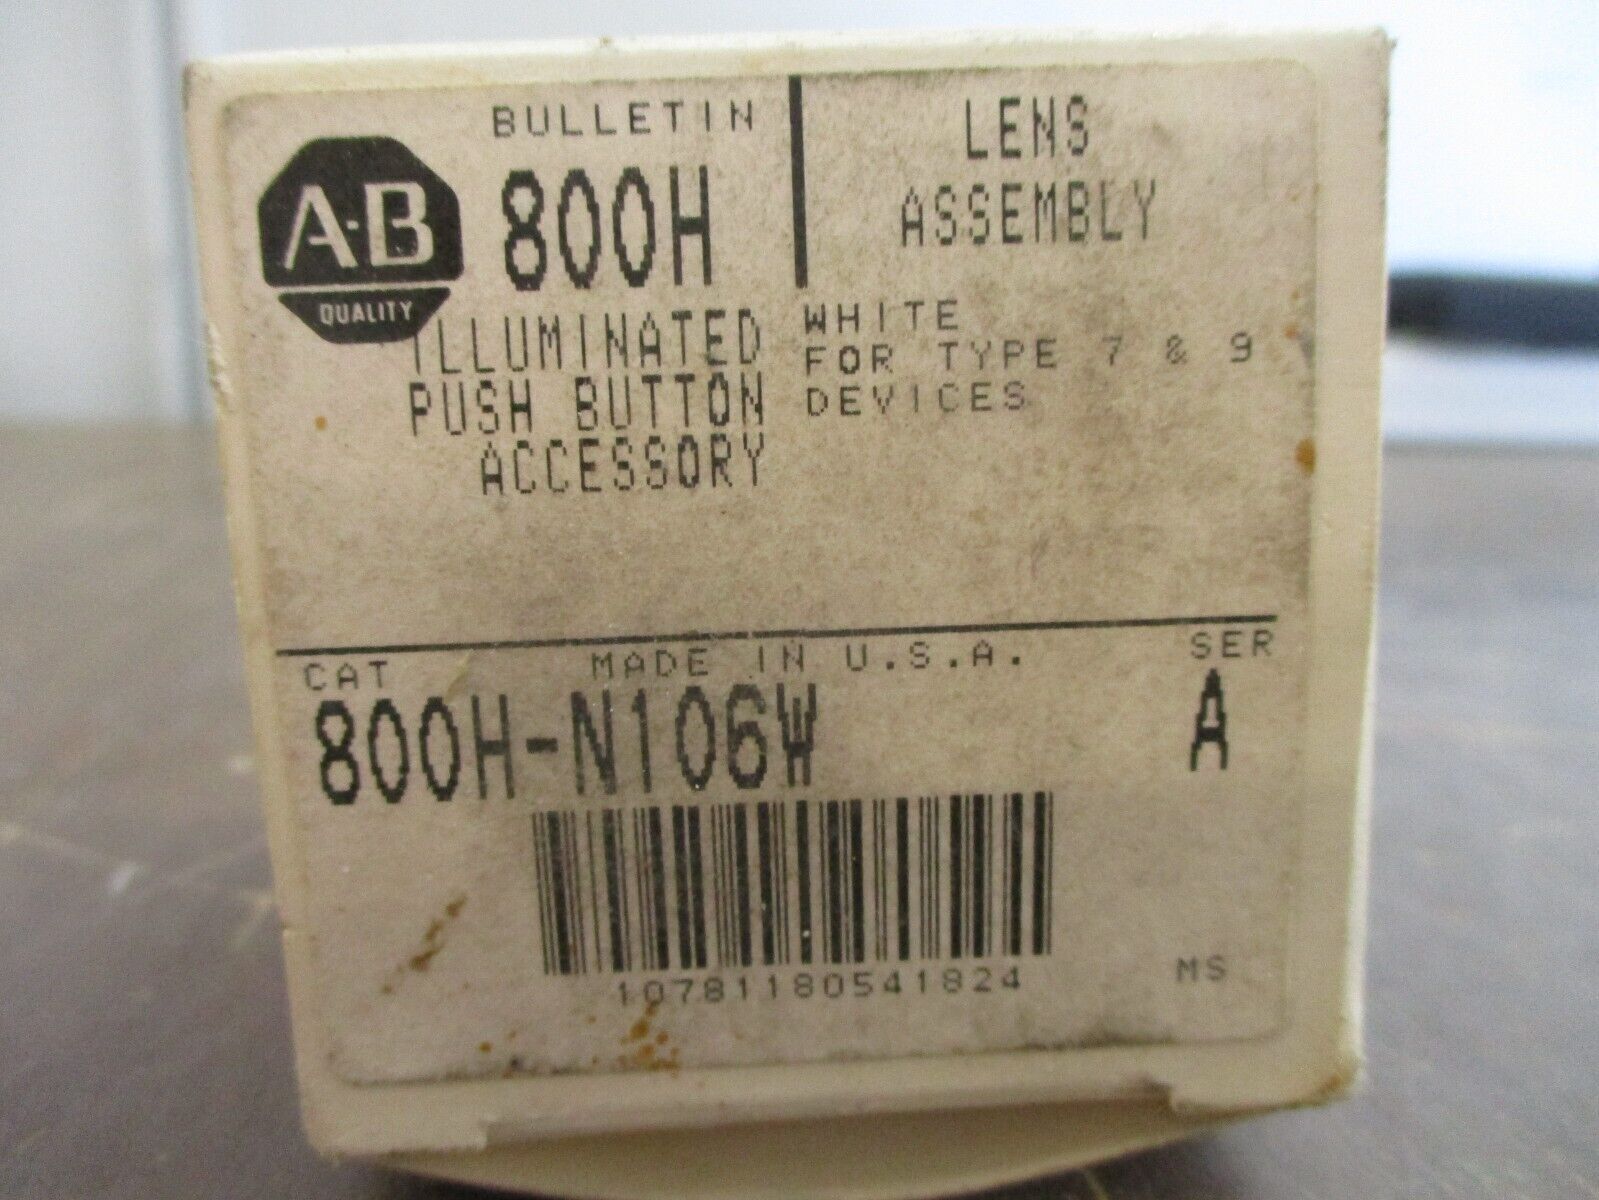 A-B
QUALITY
BULLETIN
800H
ILLUMINATED
PUSH BUTTON
ACCESSORY
LENS
ASSEMBLY
WHITE
FOR TYPE 7 & 9
DEVICES
CAT
MADE IN U.S.A.
SER
800H-N106W
A
10781180541824
MS